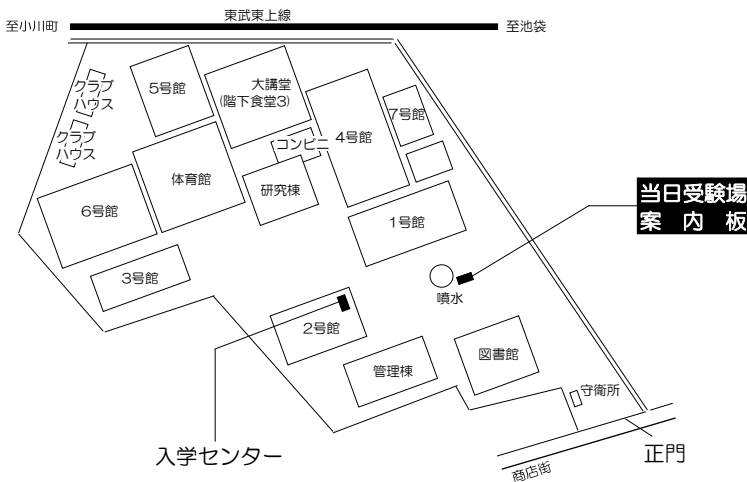 東武東上線
至小川町
至池袋
クラブ
ハウス
クラブ
ハウス
5号館
大講堂
(階下食堂3)
7号館
コンビニ
4号館
体育館
研究棟
6号館
1号館
当日受験場
案内板
3号館
噴水
2号館
管理棟
図書館
守衛所
入学センター
正門
商店街